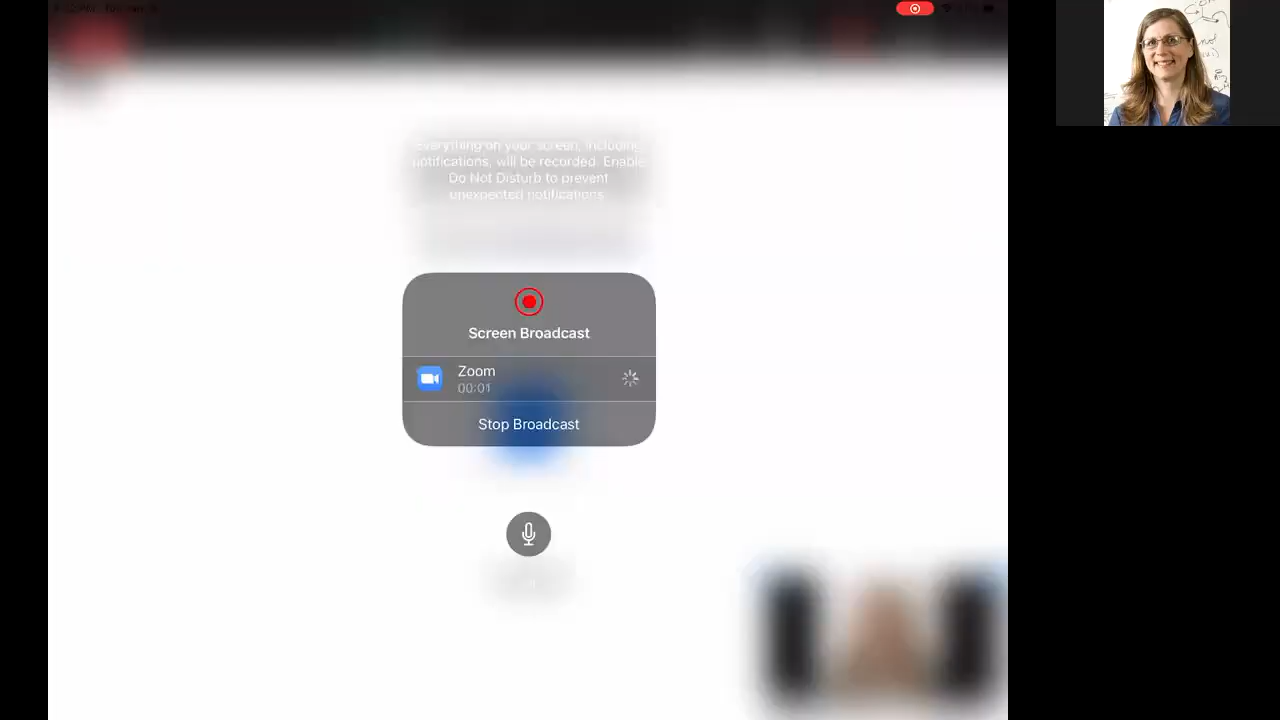 Everything on your screen, including
notifications, will be recorded. Enable
Do Not Disturb to prevent
unexpected notifications.
Screen Broadcast
Zoom
00:01
Stop Broadcast